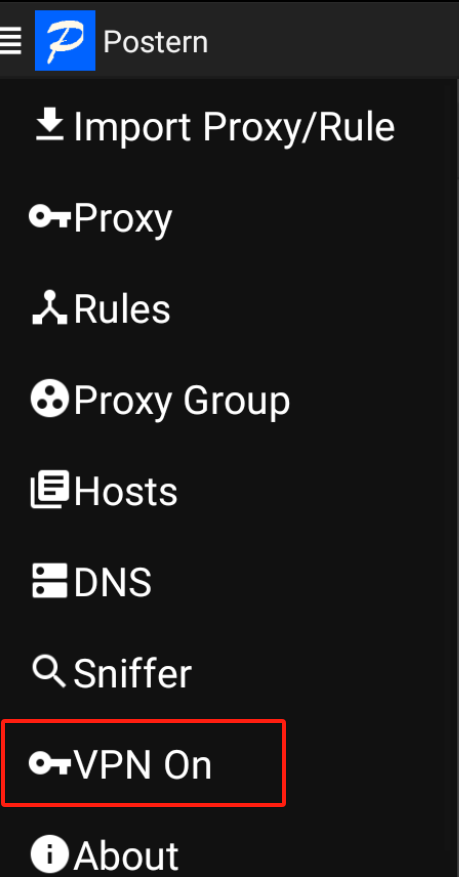 Postern
Import Proxy/Rule
Proxy
Rules
Proxy Group
Hosts
DNS
Sniffer
VPN On
About